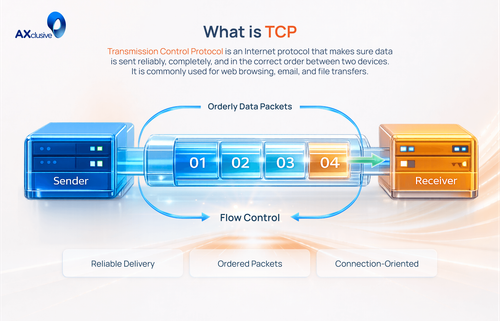 AXclusive
What is TCP
Transmission Control Protocol is an Internet protocol that makes sure data
is sent reliably, completely, and in the correct order between two devices.
It is commonly used for web browsing, email, and file transfers.
Orderly Data Packets
Sender
01 02 03 04
Receiver
Flow Control
Reliable Delivery
Ordered Packets
Connection-Oriented